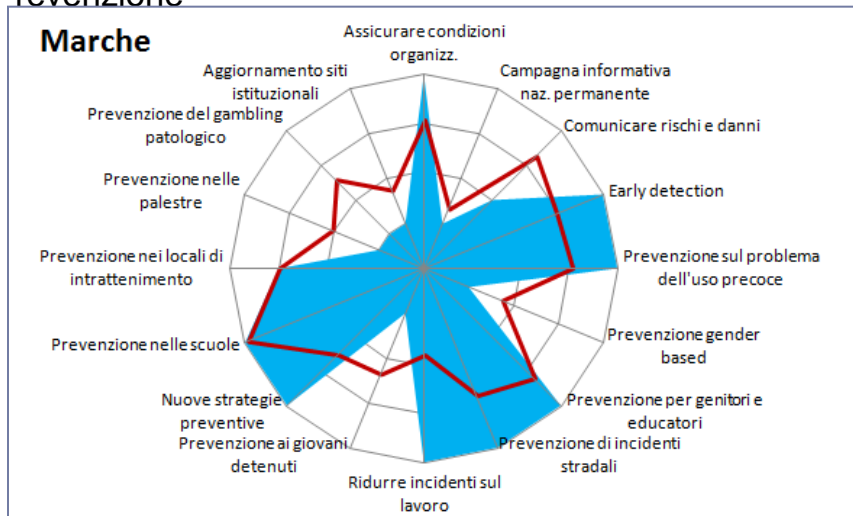 revenzione
Marche
Assicurare condizioni
organizz.
Campagna informativa
naz. permanente
Comunicare rischi e danni
Early detection
Prevenzione sul problema
dell'uso precoce
Prevenzione gender
based
Prevenzione per genitori e
educatori
Prevenzione di incidenti
stradali
Ridurre incidenti sul
lavoro
Prevenzione ai giovani
detenuti
Nuove strategie
preventive
Prevenzione nelle scuole
Prevenzione nei locali di
intrattenimento
Prevenzione nelle
palestre
Prevenzione del gambling
patologico
Aggiornamento siti
istituzionali